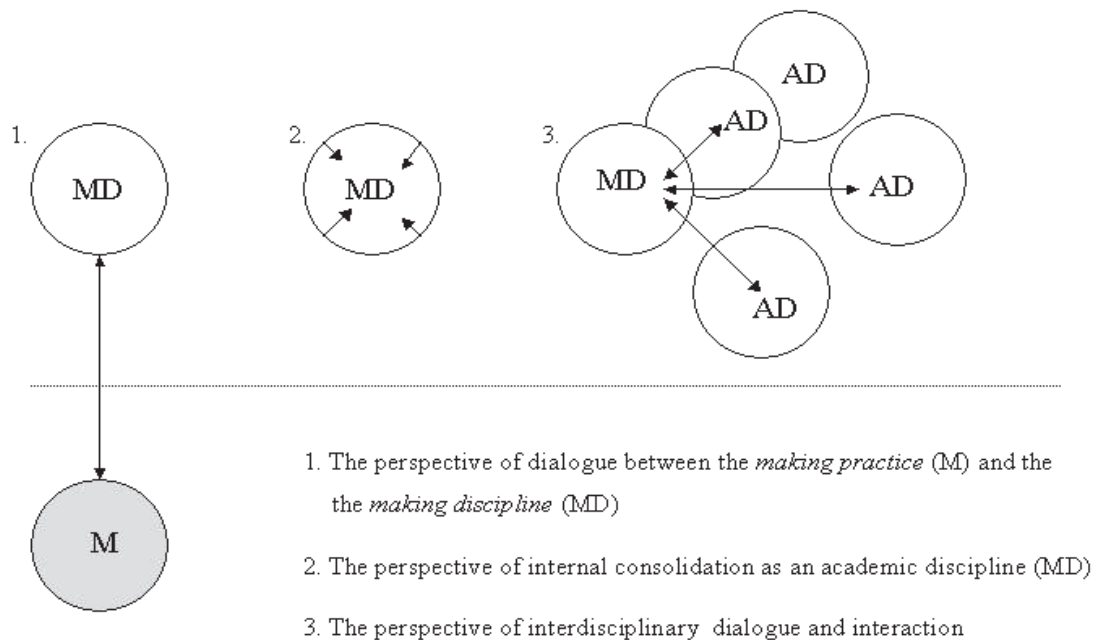 AD
AD
1.
2.
3.
MD
MD
MD
AD
AD
M
1. The perspective of dialogue between the making practice (M) and the
the making discipline (MD)
2. The perspective of internal consolidation as an academic discipline (MD)
3. The perspective of interdisciplinary dialogue and interaction